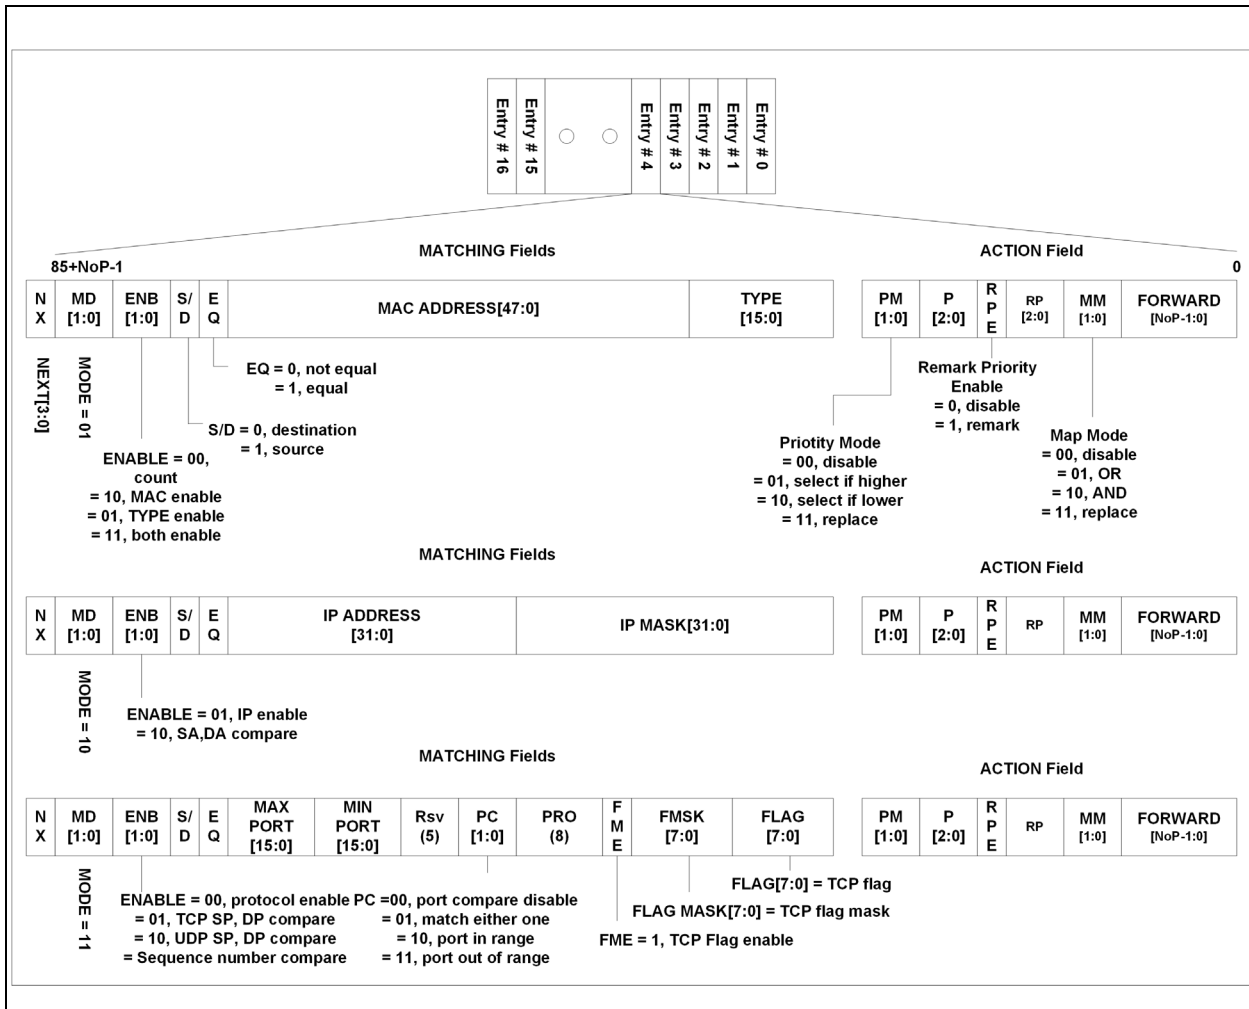 Entry # 16
Entry # 15
Entry # 4
Entry # 3
Entry # 2
Entry # 1
Entry # 0
MATCHING Fields
ACTION Field
85+NoP-1
0
N
X
MD
[1:0]
ENB
[1:0]
S/
D
E
Q
MAC ADDRESS[47:0]
TYPE
[15:0]
PM
[1:0]
P
[2:0]
R
P
E
RP
[2:0]
MM
[1:0]
FORWARD
[NoP-1:0]
NEXT[3:0]
MODE = 01
EQ = 0, not equal
= 1, equal
S/D = 0, destination
= 1, source
ENABLE = 00,
count
= 10, MAC enable
= 01, TYPE enable
= 11, both enable
Priotity Mode
= 00, disable
= 01, select if higher
= 10, select if lower
= 11, replace
Remark Priority
Enable
= 0, disable
= 1, remark
Map Mode
= 00, disable
= 01, OR
= 10, AND
= 11, replace
MATCHING Fields
ACTION Field
N
X
MD
[1:0]
ENB
[1:0]
S/
D
E
Q
IP ADDRESS
[31:0]
IP MASK[31:0]
PM
[1:0]
P
[2:0]
R
P
E
RP
MM
[1:0]
FORWARD
[NoP-1:0]
MODE = 10
ENABLE = 01, IP enable
= 10, SA,DA compare
MATCHING Fields
ACTION Field
N
X
MD
[1:0]
ENB
[1:0]
S/
D
E
Q
MAX
PORT
[15:0]
MIN
PORT
[15:0]
Rsv
(5)
PC
[1:0]
PRO
(8)
F
M
E
FMSK
[7:0]
FLAG
[7:0]
PM
[1:0]
P
[2:0]
R
P
E
RP
MM
[1:0]
FORWARD
[NoP-1:0]
MODE = 11
ENABLE = 00, protocol enable
= 01, TCP SP, DP compare
= 10, UDP SP, DP compare
= Sequence number compare
PC =00, port compare disable
= 01, match either one
= 10, port in range
= 11, port out of range
FLAG[7:0] = TCP flag
FLAG MASK[7:0] = TCP flag mask
FME = 1, TCP Flag enable